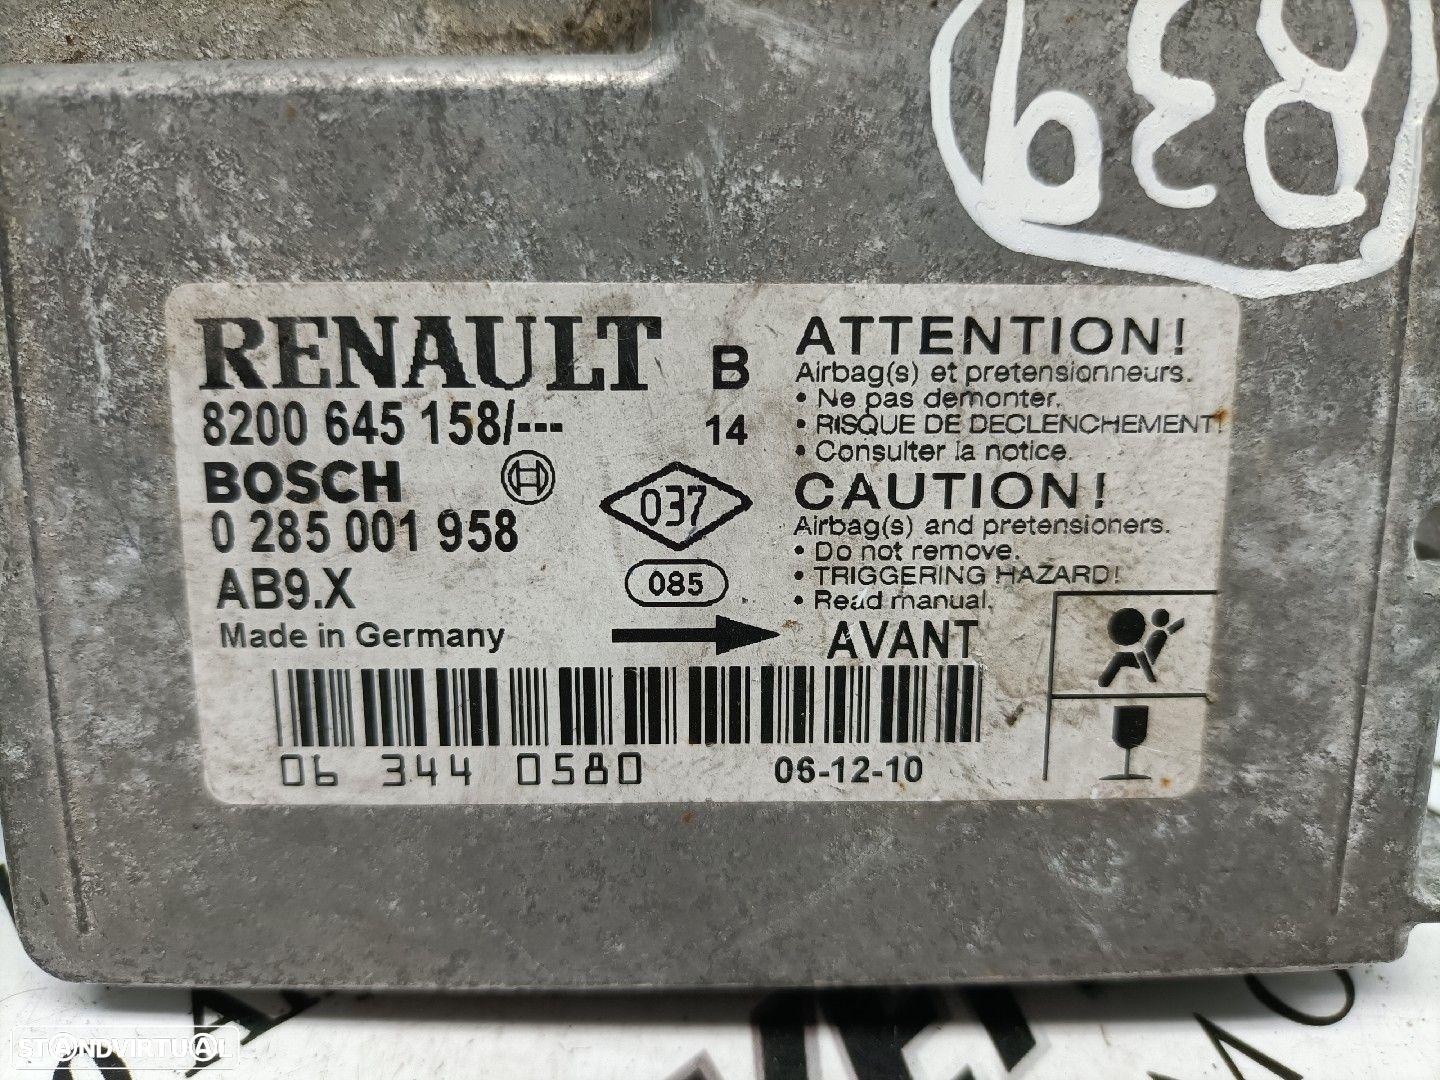 839
RENAULT
B
8200 645 158/---
14
BOSCH
0 285 001 958
037
AB9.X
085
Made in Germany
ATTENTION!
Airbag(s) et pretensionneurs.
• Ne pas demonter.
• RISQUE DE DECLENCHEMENT!
• Consulter la notice.
CAUTION!
Airbag(s) and pretensioners.
• Do not remove.
• TRIGGERING HAZARD!
• Read manual.
AVANT
06 344 0580
06-12-10
STANDVIRTUAL